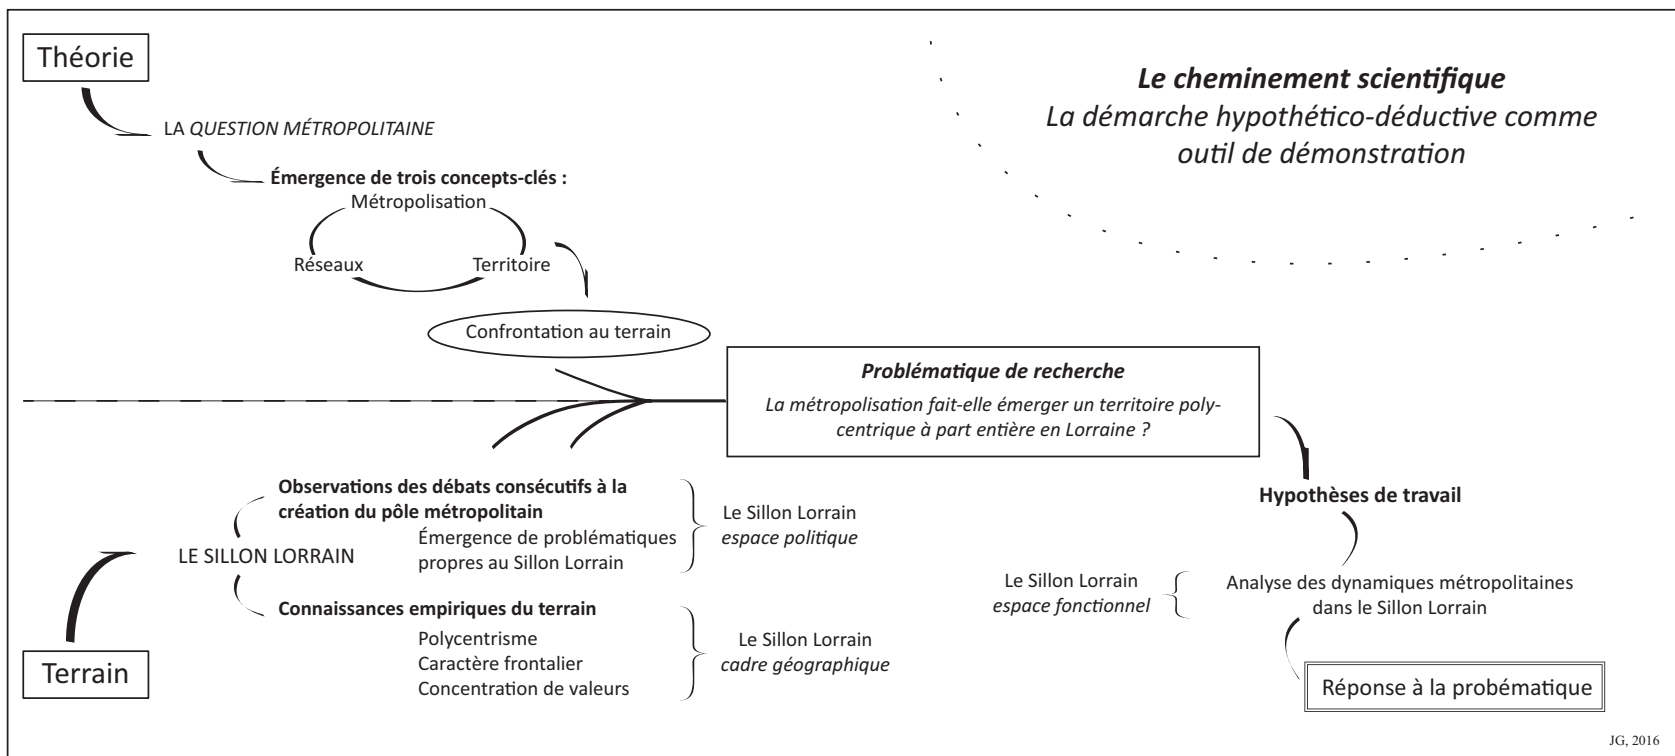 Théorie
Le cheminement scientifique
La démarche hypothético-déductive comme
outil de démonstration
LA QUESTION MÉTROPOLITAINE
Émergence de trois concepts-clés :
Métropolisation
Réseaux
Territoire
Confrontation au terrain
Problématique de recherche
La métropolisation fait-elle émerger un territoire poly-
centrique à part entière en Lorraine ?
Observations des débats consécutifs à la
création du pôle métropolitain
Émergence de problématiques
propres au Sillon Lorrain
Le Sillon Lorrain
espace politique
LE SILLON LORRAIN
Connaissances empiriques du terrain
Polycentrisme
Caractère frontalier
Concentration de valeurs
Le Sillon Lorrain
cadre géographique
Terrain
Hypothèses de travail
Le Sillon Lorrain
espace fonctionnel
Analyse des dynamiques métropolitaines
dans le Sillon Lorrain
Réponse à la probématique
JG, 2016